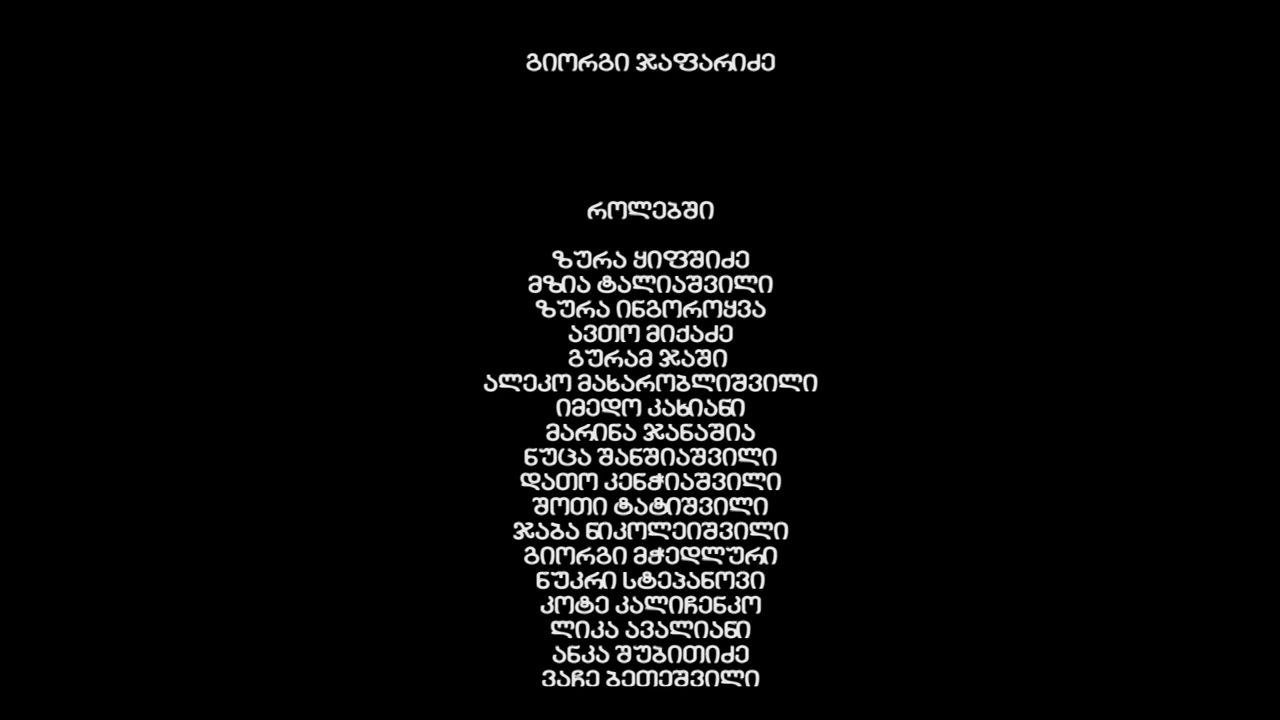 გიორგი ჯაფარიძე
როლებში
ზურა ყიფშიძე
მზია ტალიაშვილი
ზურა ინგოროყვა
ავთო მიქაძე
გურამ ჯაში
ალეკო მახარობლიშვილი
იმედო კახიანი
მარინა ჯანაშია
ნუცა შანშიაშვილი
დათო კენჭიაშვილი
შოთი ტატიშვილი
ჯაბა ნიკოლეიშვილი
გიორგი მჭედლური
ნუკრი სტეპანოვი
კოტე კალიჩენკო
ლიკა ავალიანი
ანკა შუბითიძე
ვაჩე ბეთეშვილი